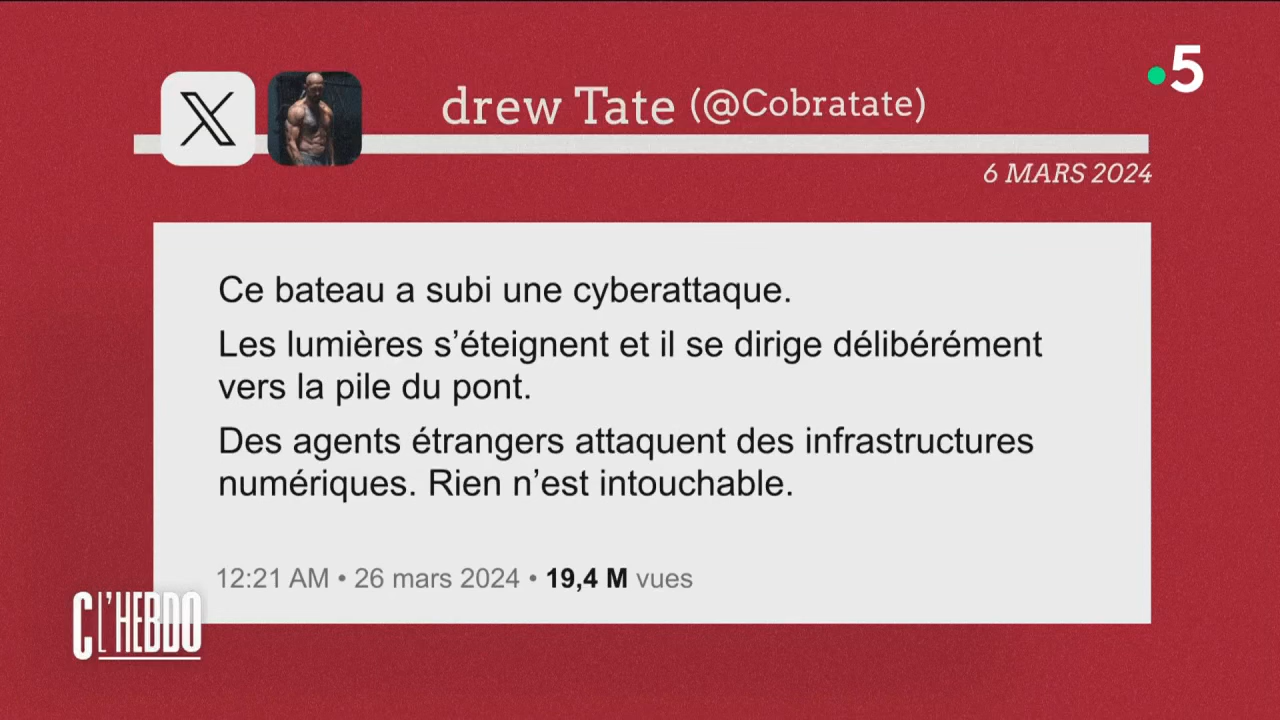 5
drew Tate (@Cobratate)
6 MARS 2024
Ce bateau a subi une cyberattaque.
Les lumières s’éteignent et il se dirige délibérément
vers la pile du pont.
Des agents étrangers attaquent des infrastructures
numériques. Rien n’est intouchable.
12:21 AM • 26 mars 2024 • 19,4 M vues
C L’HEBDO